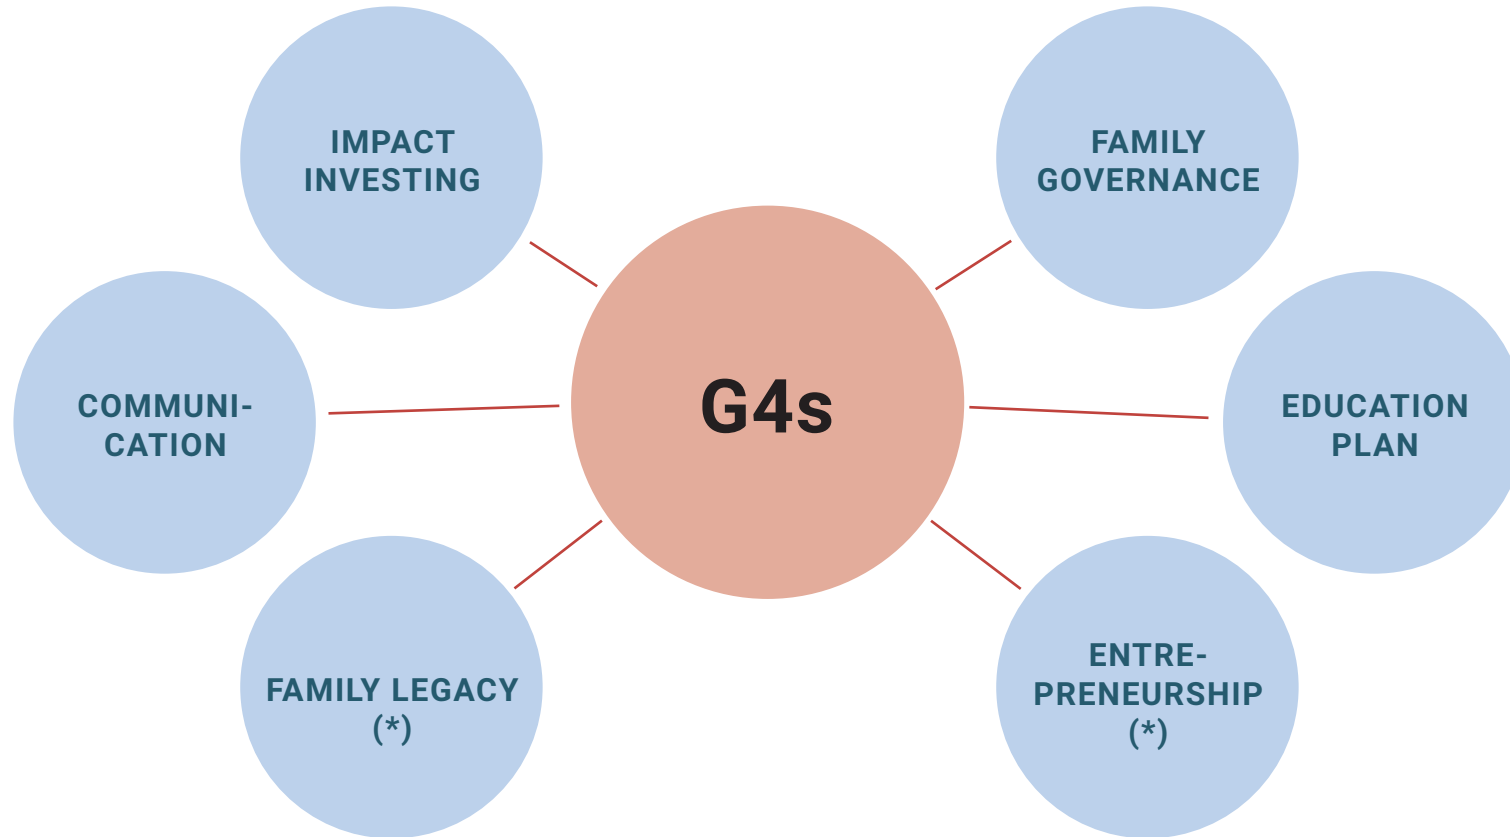 IMPACT
INVESTING
FAMILY
GOVERNANCE
G4s
COMMUNI-
CATION
EDUCATION
PLAN
FAMILY LEGACY
(*)
ENTRE-
PRENEURSHIP
(*)